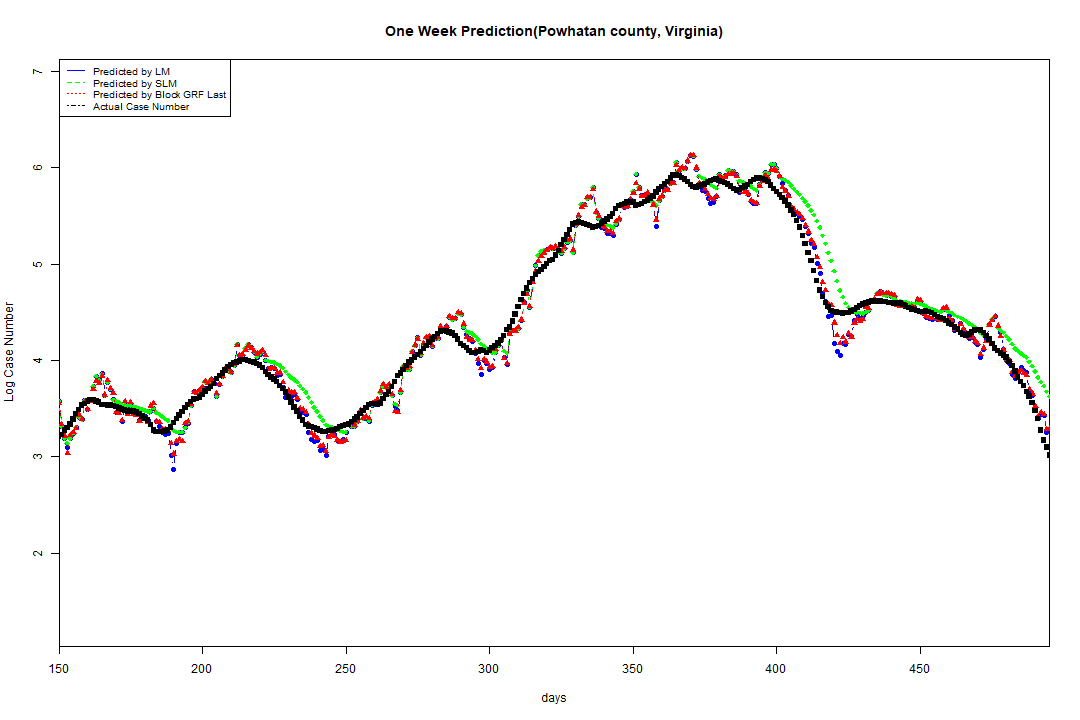 One Week Prediction(Powhatan county, Virginia)
Predicted by LM
Predicted by SLM
Predicted by Block GRF Last
Actual Case Number
7
6
5
4
3
2
Log Case Number
150 200 250 300 350 400 450
days